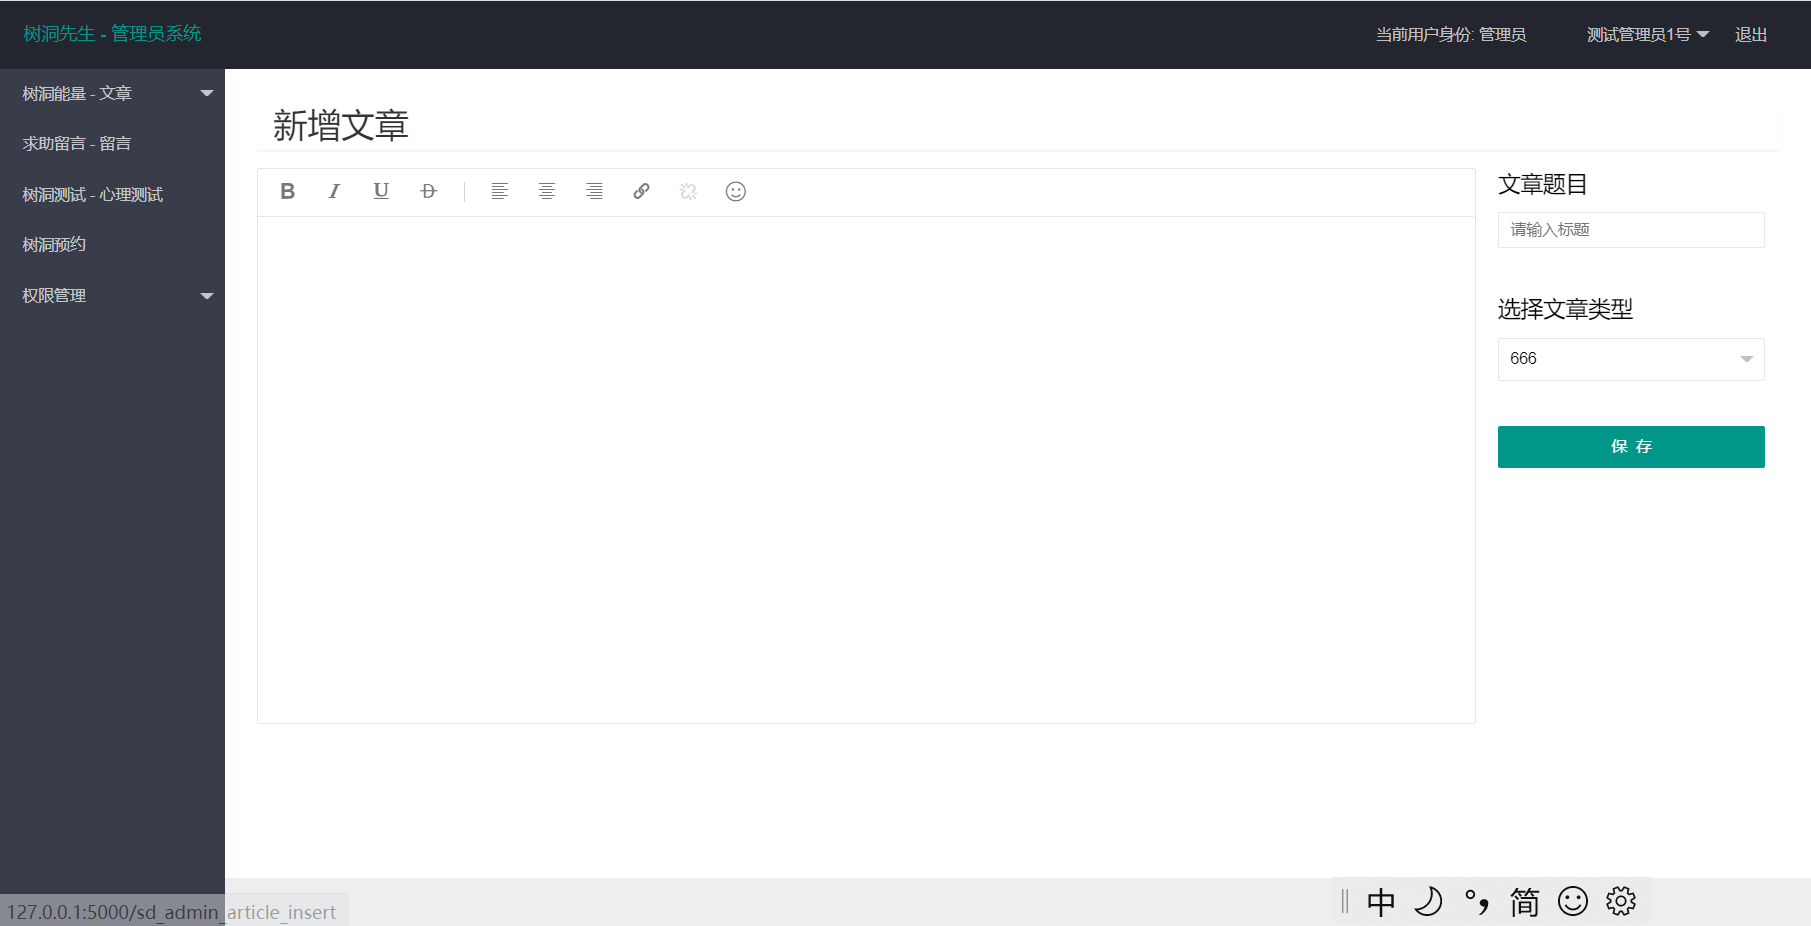 树洞先生 - 管理员系统
当前用户身份: 管理员
测试管理员1号
退出
树洞能量 - 文章
求助留言 - 留言
树洞测试 - 心理测试
树洞预约
权限管理
新增文章
B I U D
文章题目
请输入标题
选择文章类型
666
保 存
127.0.0.1:5000/sd_admin_article_insert
中 简